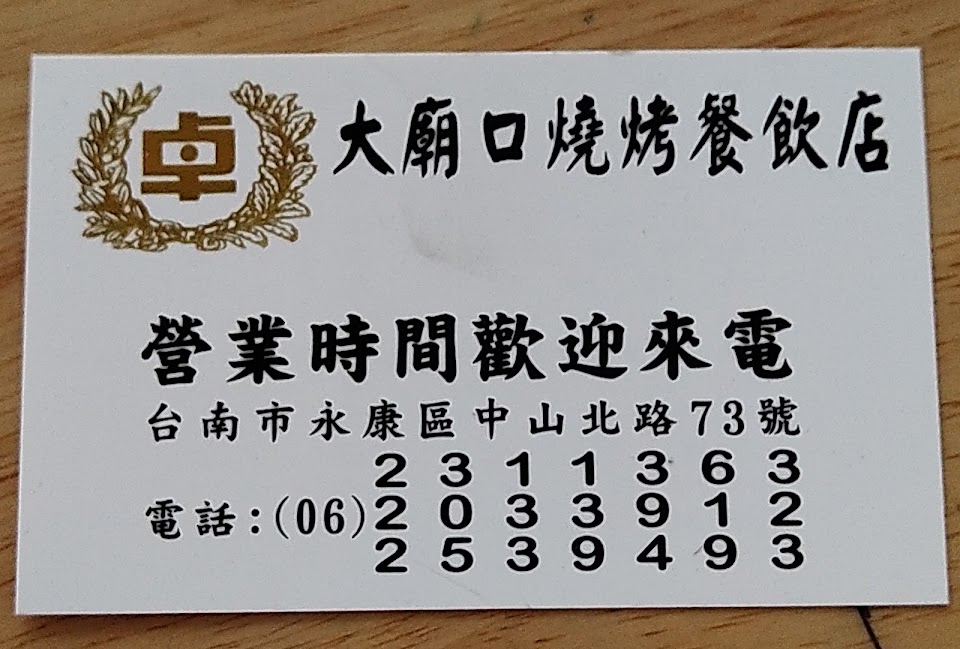 卓
大廟口燒烤餐飲店
營業時間歡迎來電
台南市永康區中山北路73號
2311363
電話:(06)2033912
2539493